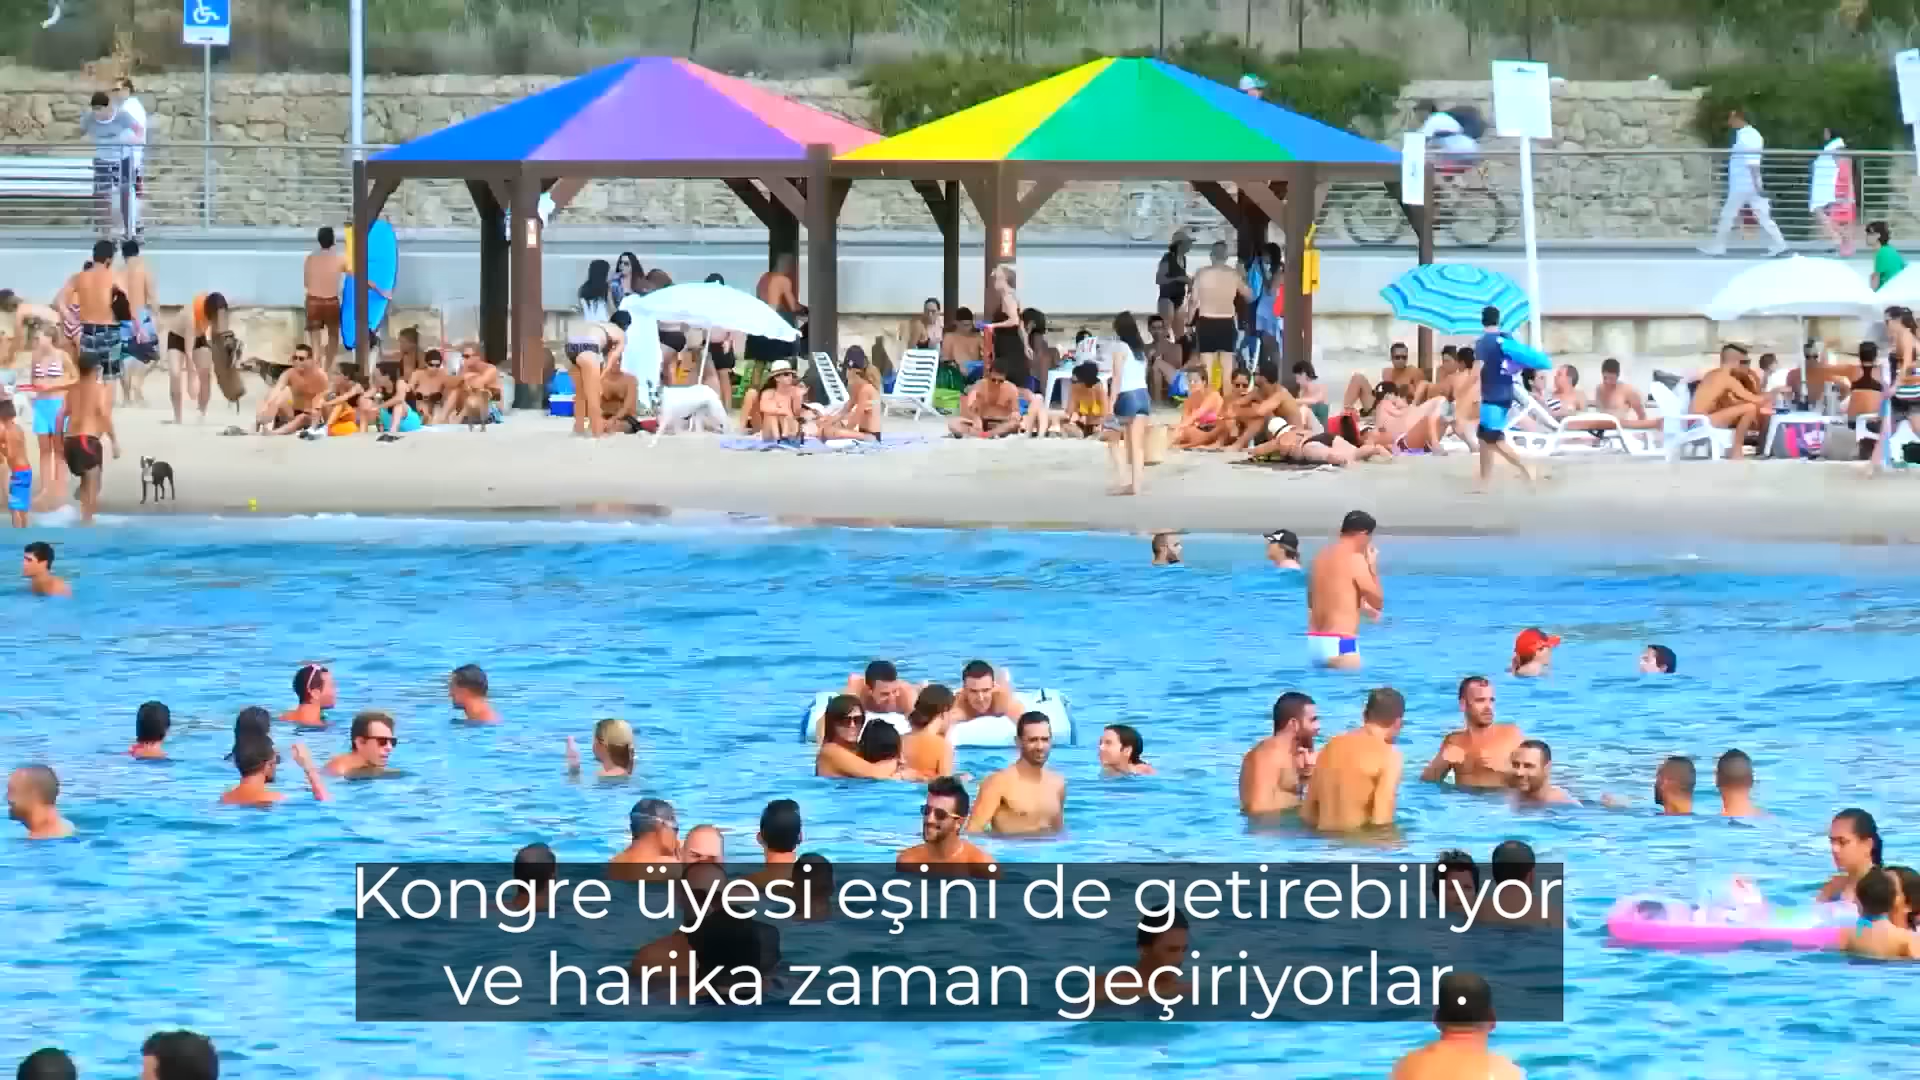 Kongre üyesi eşini de getirebiliyor
ve harika zaman geçiriyorlar.